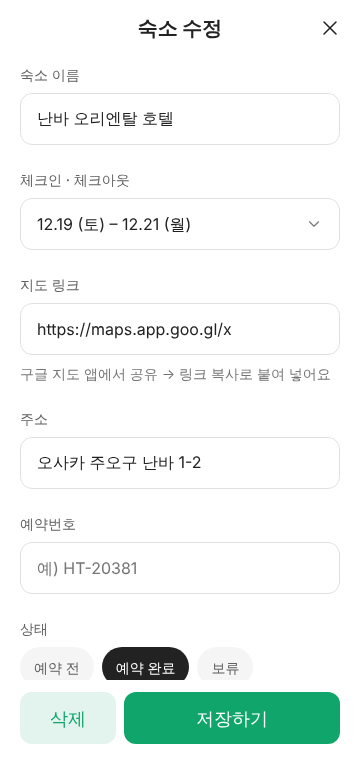 숙소 수정
숙소 이름
난바 오리엔탈 호텔
체크인 · 체크아웃
12.19 (토) – 12.21 (월)
지도 링크
https://maps.app.goo.gl/x
구글 지도 앱에서 공유 → 링크 복사로 붙여 넣어요
주소
오사카 주오구 난바 1-2
예약번호
예) HT-20381
상태
예약 전 예약 완료 보류
삭제 저장하기